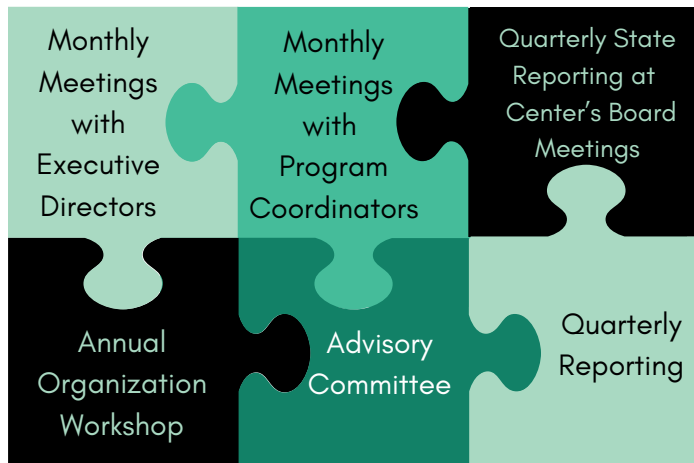 Monthly
Meetings
with
Executive
Directors
Monthly
Meetings
with
Program
Coordinators
Quarterly State
Reporting at
Center's Board
Meetings
Annual
Organization
Workshop
Advisory
Committee
Quarterly
Reporting